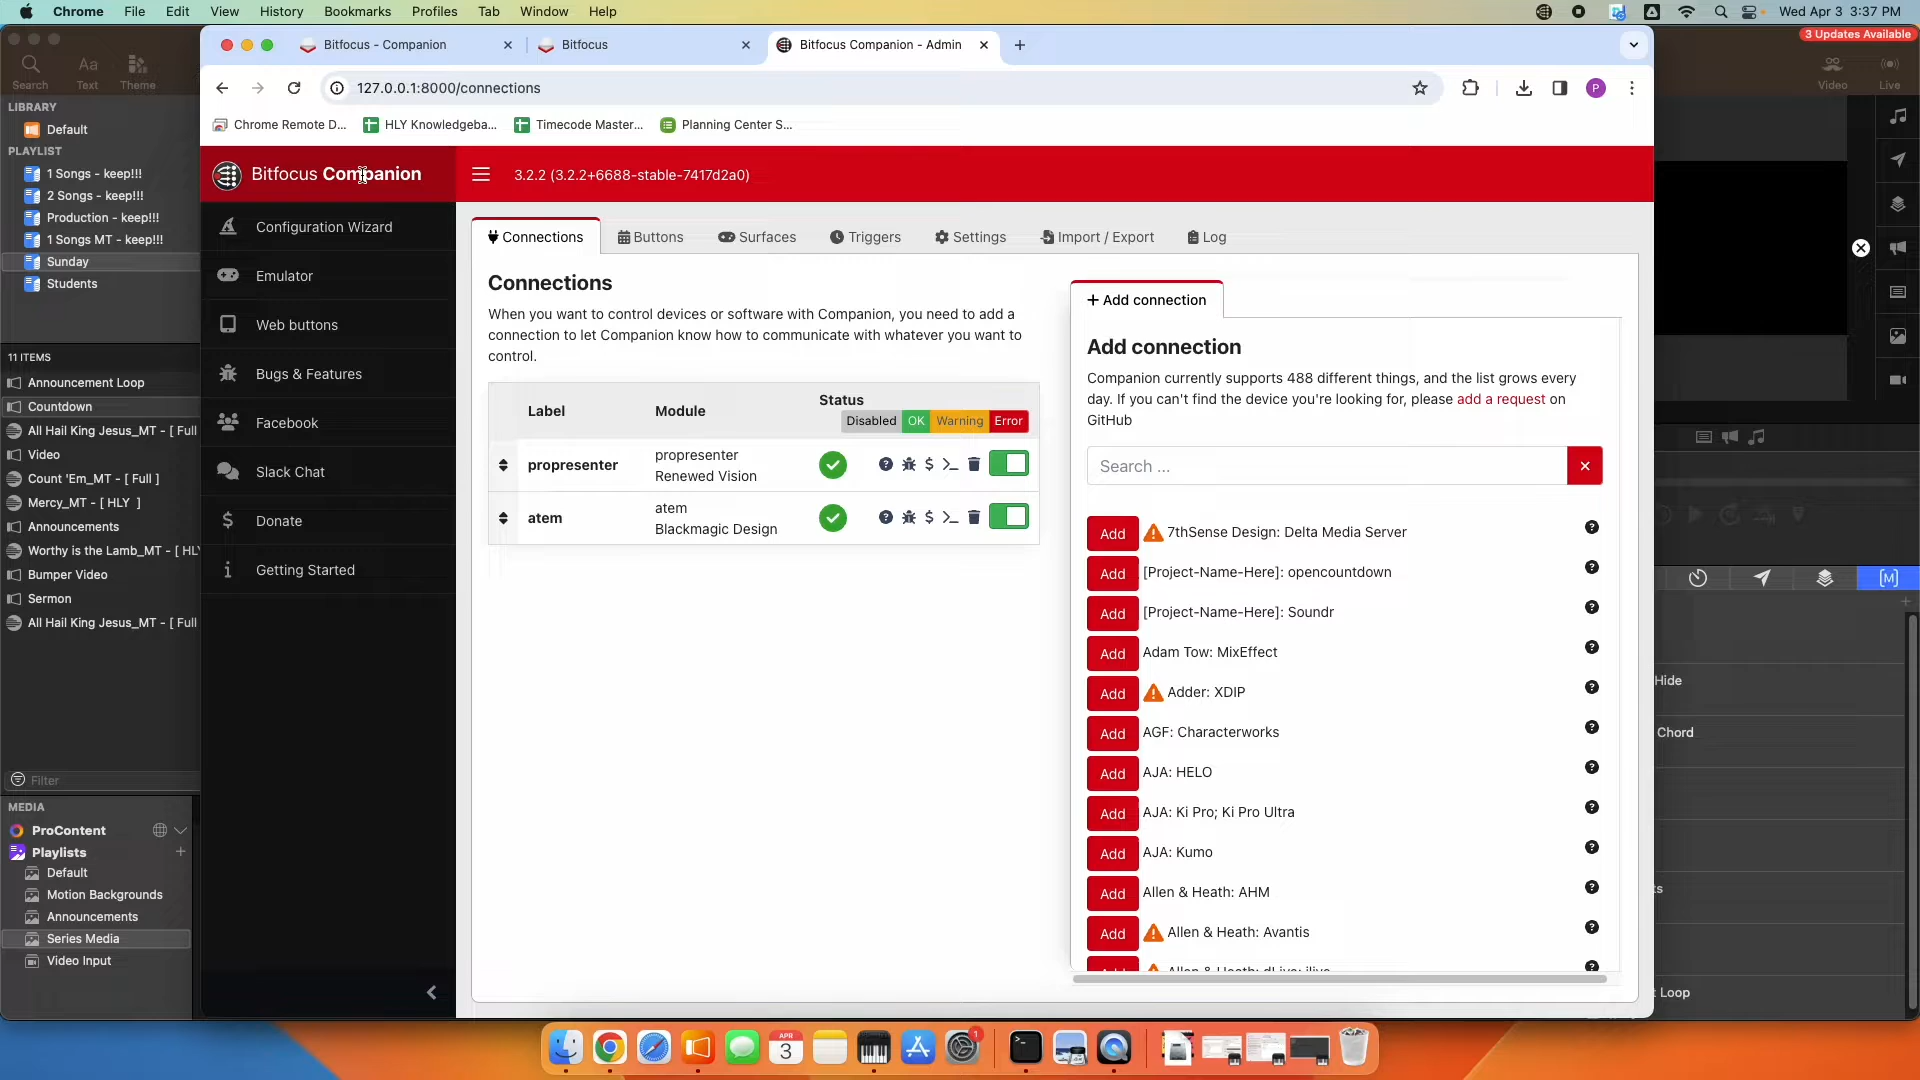 Chrome File Edit View History Bookmarks Profiles Tab Window Help
Wed Apr 3 3:37 PM
3 Updates Available
Search Text Theme
Video Live
LIBRARY
Default
PLAYLIST
1 Songs - keep!!!
2 Songs - keep!!!
Production - keep!!!
1 Songs MT - keep!!!
Sunday
Students
11 ITEMS
Announcement Loop
Countdown
All Hail King Jesus_MT - [ Full
Video
Count 'Em_MT - [ Full ]
Mercy_MT - [ HLY ]
Announcements
Worthy is the Lamb_MT - [ HLY
Bumper Video
Sermon
All Hail King Jesus_MT - [ Full
Filter
MEDIA
ProContent
Playlists
Default
Motion Backgrounds
Announcements
Series Media
Video Input
Bitfocus - Companion
Bitfocus
Bitfocus Companion - Admin
127.0.0.1:8000/connections
P
Chrome Remote D...
HLY Knowledgeba...
Timecode Master...
Planning Center S...
Bitfocus Companion
3.2.2 (3.2.2+6688-stable-7417d2a0)
Configuration Wizard
Emulator
Web buttons
Bugs & Features
Facebook
Slack Chat
Donate
Getting Started
Connections Buttons Surfaces Triggers Settings Import / Export Log
Connections
When you want to control devices or software with Companion, you need to add a
connection to let Companion know how to communicate with whatever you want to
control.
Label Module Status
Disabled OK Warning Error
propresenter
propresenter
Renewed Vision
atem
atem
Blackmagic Design
+ Add connection
Add connection
Companion currently supports 488 different things, and the list grows every
day. If you can't find the device you're looking for, please add a request on
GitHub
Search ...
Add 7thSense Design: Delta Media Server
Add [Project-Name-Here]: opencountdown
Add [Project-Name-Here]: Soundr
Add Adam Tow: MixEffect
Add Adder: XDIP
Add AGF: Characterworks
Add AJA: HELO
Add AJA: Ki Pro; Ki Pro Ultra
Add AJA: Kumo
Add Allen & Heath: AHM
Add Allen & Heath: Avantis
Add Allen & Heath: dLive; iLive
[M]
Hide
Chord
ts
t Loop
APR
3
1